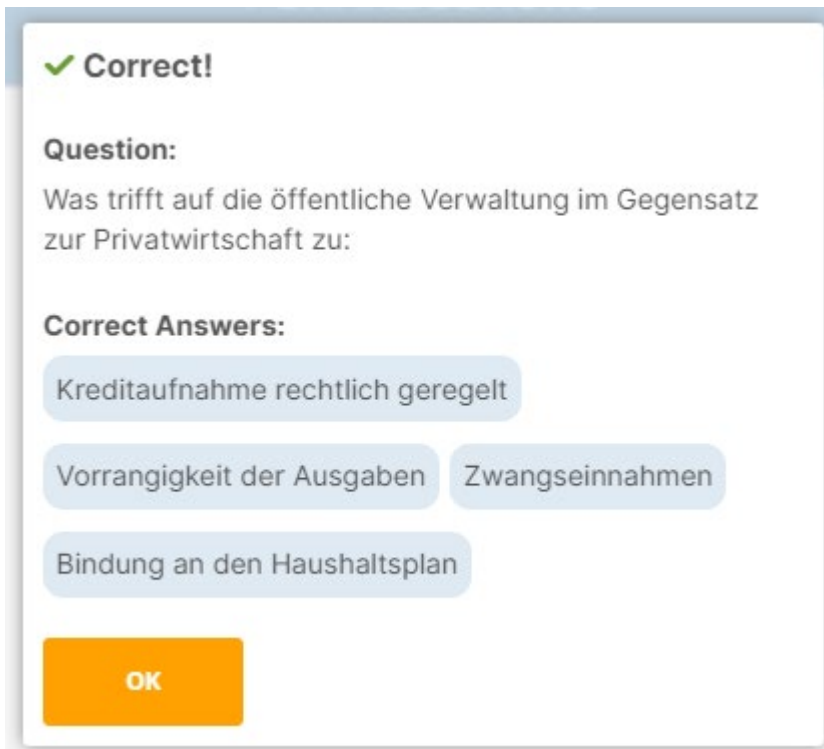 Correct!
Question:
Was trifft auf die öffentliche Verwaltung im Gegensatz
zur Privatwirtschaft zu:
Correct Answers:
Kreditaufnahme rechtlich geregelt
Vorrangigkeit der Ausgaben Zwangseinnahmen
Bindung an den Haushaltsplan
OK